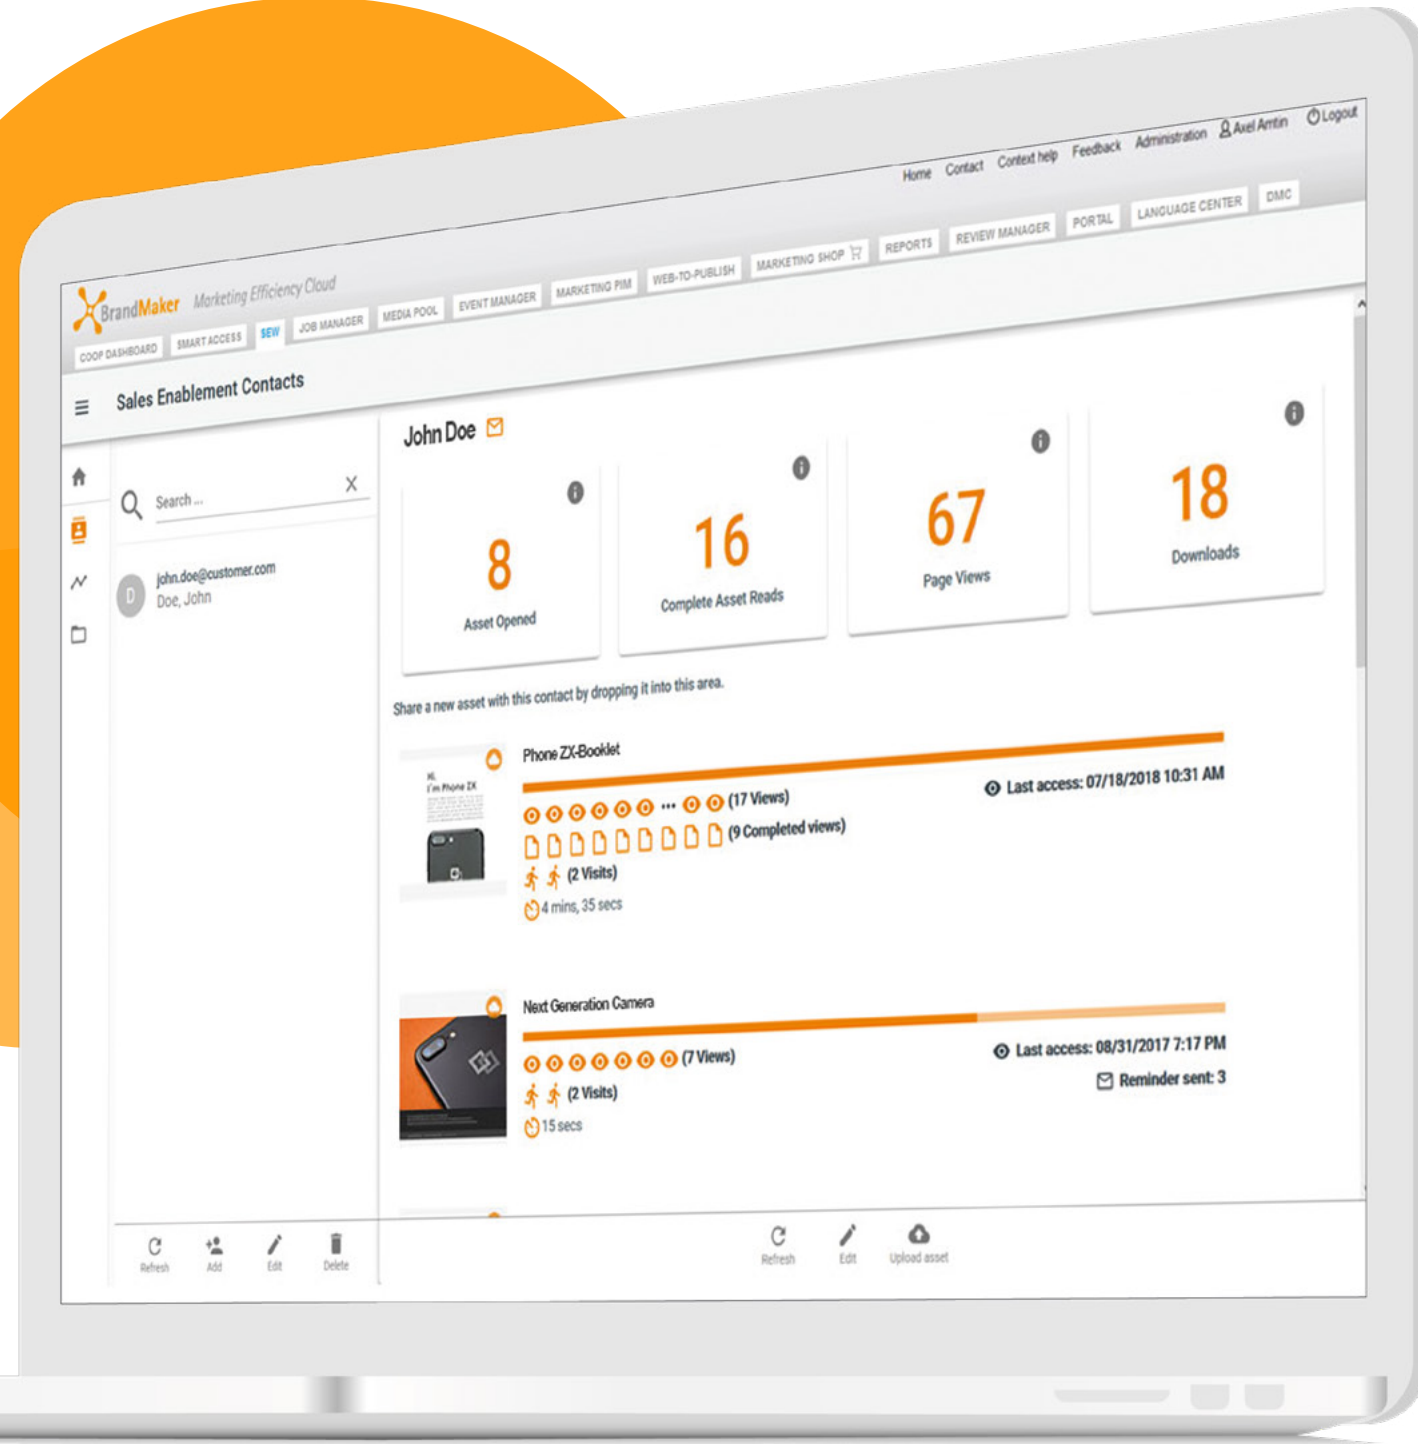 Home Contact Context help Feedback Administration Axel Amtin Logout
BrandMaker Marketing Efficiency Cloud
COOP DASHBOARD SMART ACCESS SEW JOB MANAGER MEDIA POOL EVENT MANAGER MARKETING PIM WEB-TO-PUBLISH MARKETING SHOP REPORTS REVIEW MANAGER PORTAL LANGUAGE CENTER DMC
Sales Enablement Contacts
Search ...
X
D
john.doe@customer.com
Doe, John
John Doe
8
Asset Opened
16
Complete Asset Reads
67
Page Views
18
Downloads
Share a new asset with this contact by dropping it into this area.
Hi,
I'm Phone ZX
Phone ZX-Booklet
(17 Views)
Last access: 07/18/2018 10:31 AM
(9 Completed views)
(2 Visits)
4 mins, 35 secs
Next Generation Camera
(7 Views)
Last access: 08/31/2017 7:17 PM
(2 Visits)
Reminder sent: 3
15 secs
Refresh Add Edit Delete
Refresh Edit Upload asset